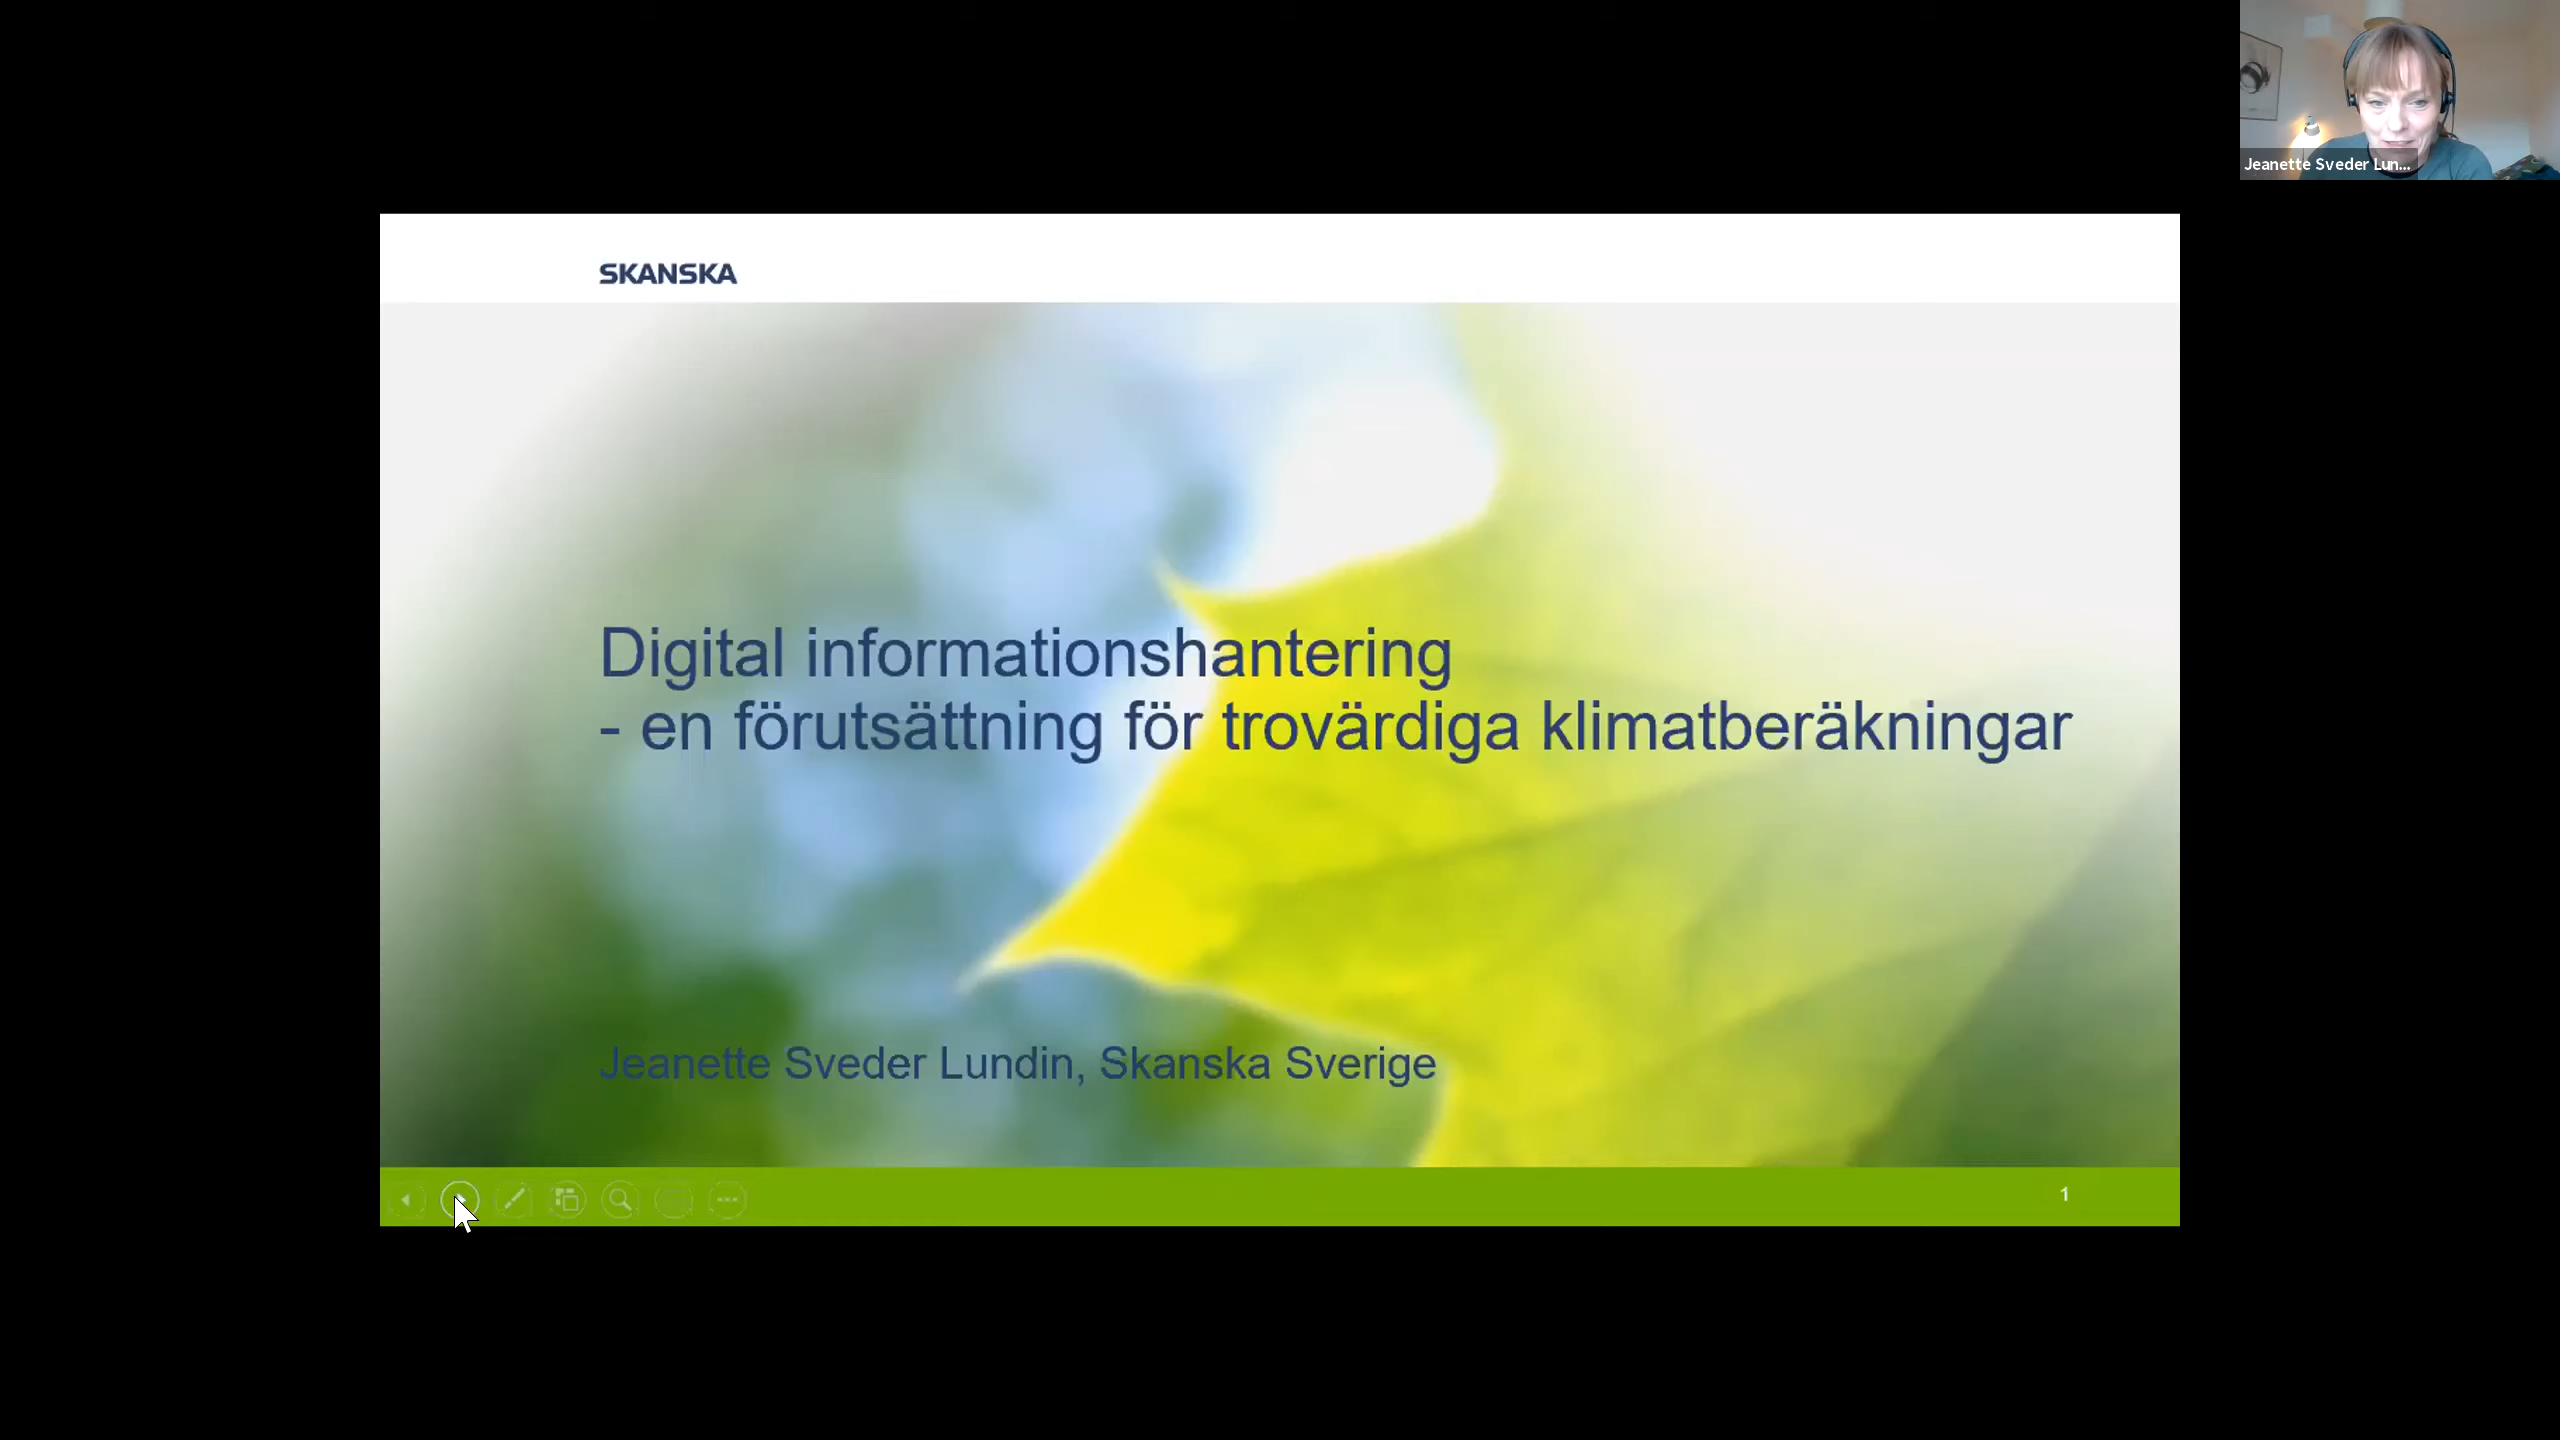 Jeanette Sveder Lun...
SKANSKA
Digital informationshantering
- en förutsättning för trovärdiga klimatberäkningar
Jeanette Sveder Lundin, Skanska Sverige
1